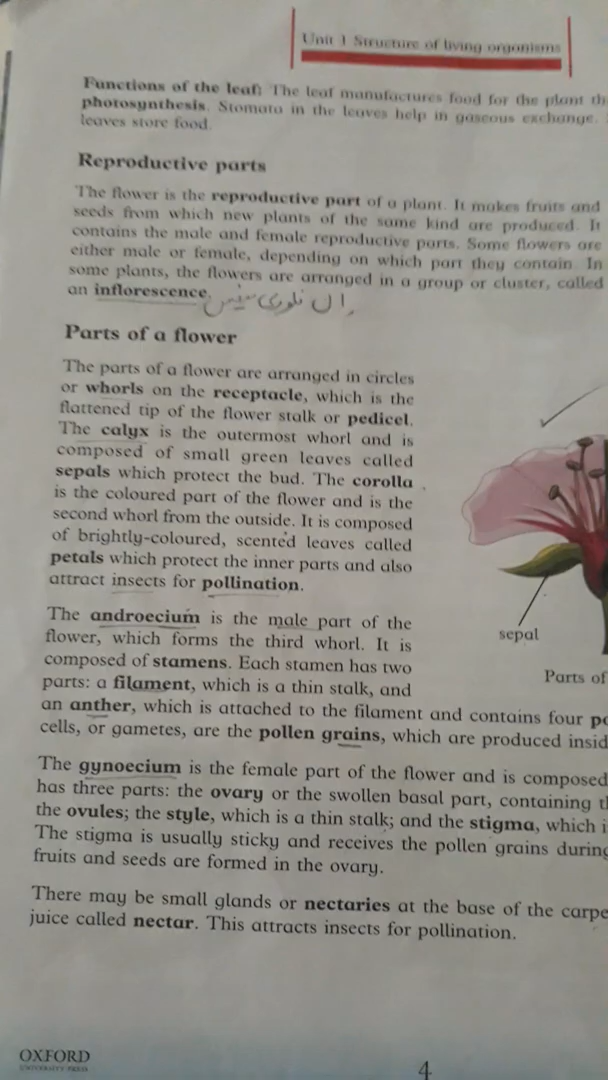 Unit 1 Structure of living organisms
Functions of the leaf: The leaf manufactures food for the plant th
photosynthesis. Stomata in the leaves help in gaseous exchange.
leaves store food.
Reproductive parts
The flower is the reproductive part of a plant. It makes fruits and
seeds from which new plants of the same kind are produced. It
contains the male and female reproductive parts. Some flowers are
either male or female, depending on which part they contain. In
some plants, the flowers are arranged in a group or cluster, called
an inflorescence.
Parts of a flower
The parts of a flower are arranged in circles
or whorls on the receptacle, which is the
flattened tip of the flower stalk or pedicel.
The calyx is the outermost whorl and is
composed of small green leaves called
sepals which protect the bud. The corolla
is the coloured part of the flower and is the
second whorl from the outside. It is composed
of brightly-coloured, scented leaves called
petals which protect the inner parts and also
attract insects for pollination.
The androecium is the male part of the
flower, which forms the third whorl. It is
composed of stamens. Each stamen has two
parts: a filament, which is a thin stalk, and
an anther, which is attached to the filament and contains four po
cells, or gametes, are the pollen grains, which are produced insid
sepal
Parts of
The gynoecium is the female part of the flower and is composed
has three parts: the ovary or the swollen basal part, containing th
the ovules; the style, which is a thin stalk; and the stigma, which i
The stigma is usually sticky and receives the pollen grains during
fruits and seeds are formed in the ovary.
There may be small glands or nectaries at the base of the carpe
juice called nectar. This attracts insects for pollination.
OXFORD
UNIVERSITY PRESS
4